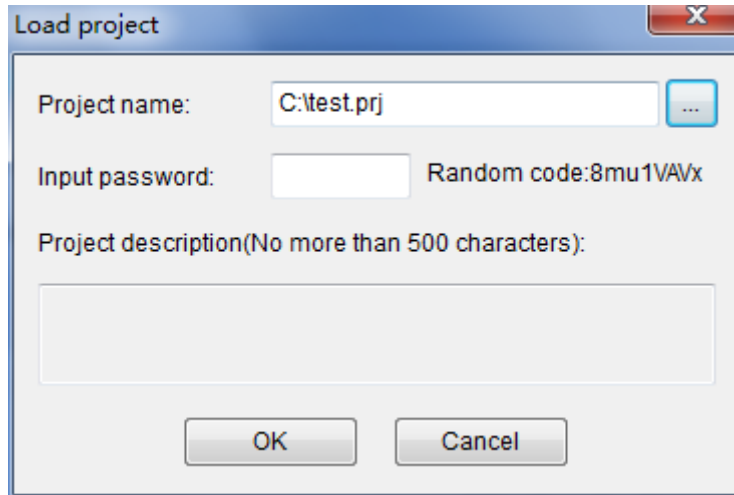 Load project
Project name: C:\test.prj ...
Input password: Random code:8mu1VAVx
Project description(No more than 500 characters):
OK Cancel